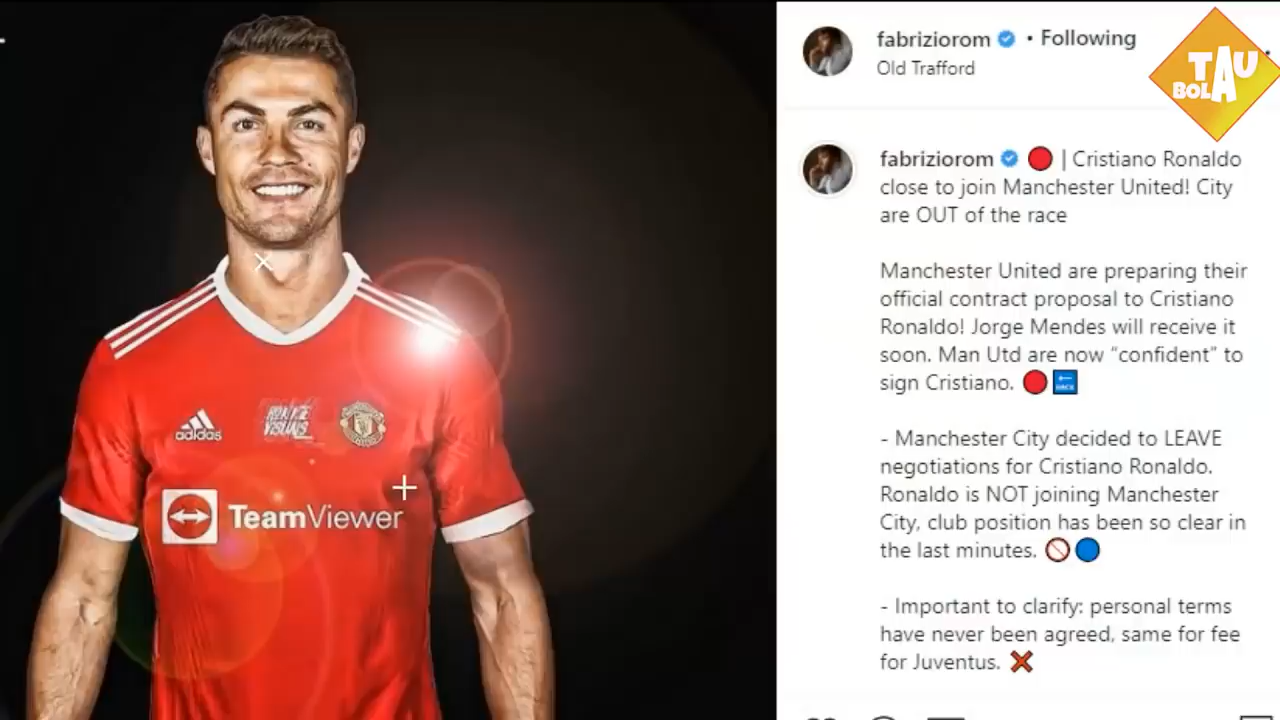 fabriziorom • Following
Old Trafford
TAU
BOLA
fabriziorom 🔴 | Cristiano Ronaldo
close to join Manchester United! City
are OUT of the race
Manchester United are preparing their
official contract proposal to Cristiano
Ronaldo! Jorge Mendes will receive it
soon. Man Utd are now “confident” to
sign Cristiano. 🔴🔙
- Manchester City decided to LEAVE
negotiations for Cristiano Ronaldo.
Ronaldo is NOT joining Manchester
City, club position has been so clear in
the last minutes. 🚫🔵
- Important to clarify: personal terms
have never been agreed, same for fee
for Juventus. ❌
adidas
VISUALS
TeamViewer